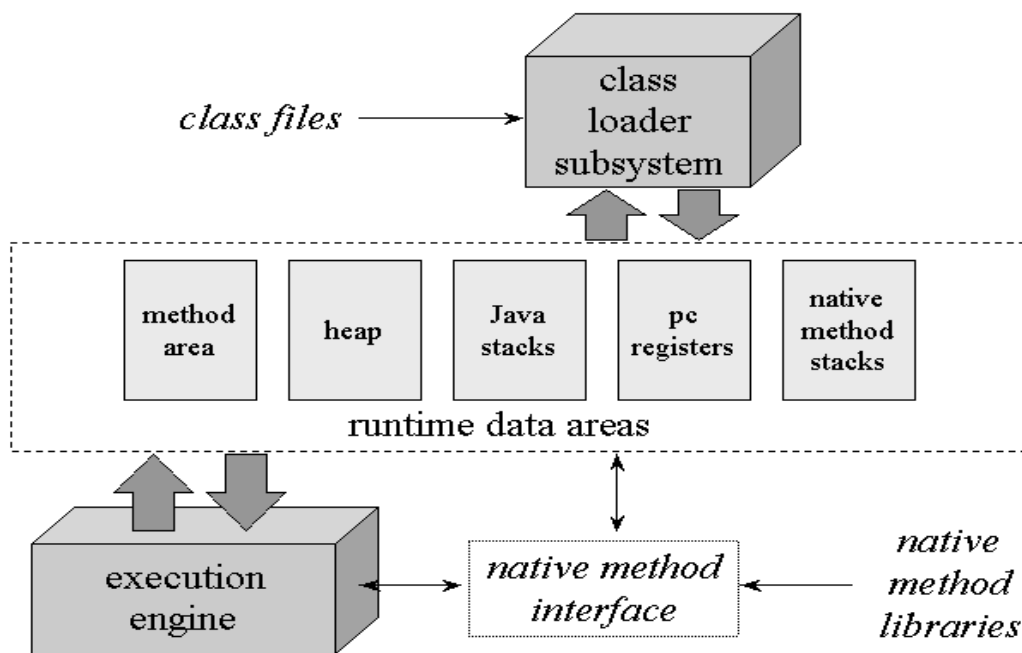 class
loader
subsystem
class files
method
area
heap
Java
stacks
pc
registers
native
method
stacks
runtime data areas
execution
engine
native method
interface
native
method
libraries